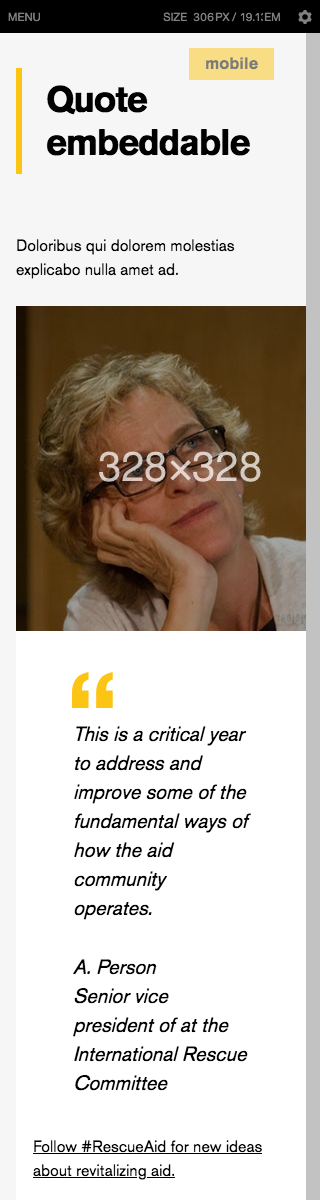 MENU SIZE 306PX / 19.1
mobile
Quote
embeddable
Doloribus qui dolorem molestias
explicabo nulla amet ad.
328×328
“
This is a critical year
to address and
improve some of the
fundamental ways of
how the aid
community
operates.
A. Person
Senior vice
president of at the
International Rescue
Committee
Follow #RescueAid for new ideas
about revitalizing aid.